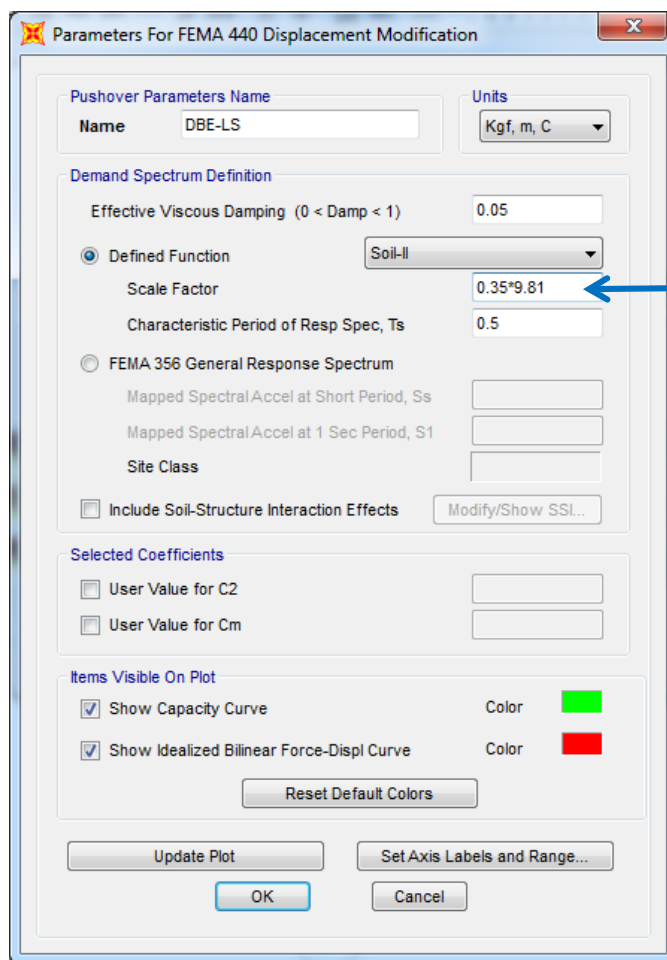 Parameters For FEMA 440 Displacement Modification
Pushover Parameters Name
Name DBE-LS
Units
Kgf, m, C
Demand Spectrum Definition
Effective Viscous Damping (0 < Damp < 1) 0.05
Defined Function Soil-II
Scale Factor 0.35*9.81
Characteristic Period of Resp Spec, Ts 0.5
FEMA 356 General Response Spectrum
Mapped Spectral Accel at Short Period, Ss
Mapped Spectral Accel at 1 Sec Period, S1
Site Class
Include Soil-Structure Interaction Effects Modify/Show SSI...
Selected Coefficients
User Value for C2
User Value for Cm
Items Visible On Plot
Show Capacity Curve Color
Show Idealized Bilinear Force-Displ Curve Color
Reset Default Colors
Update Plot Set Axis Labels and Range...
OK Cancel